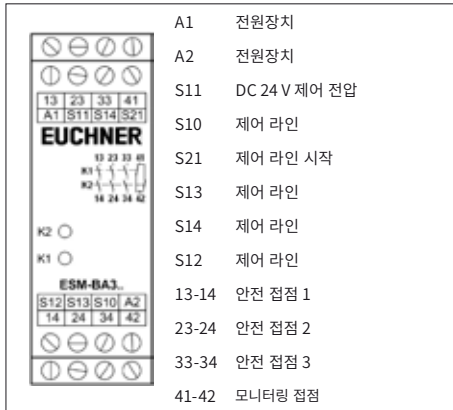 13 23 33 41
A1 S11 S14 S21
EUCHNER
13 23 33 41
K1
K2
14 24 34 42
K2
K1
ESM-BA3..
S12 S13 S10 A2
14 24 34 42
A1 전원장치
A2 전원장치
S11 DC 24 V 제어 전압
S10 제어 라인
S21 제어 라인 시작
S13 제어 라인
S14 제어 라인
S12 제어 라인
13-14 안전 접점 1
23-24 안전 접점 2
33-34 안전 접점 3
41-42 모니터링 접점